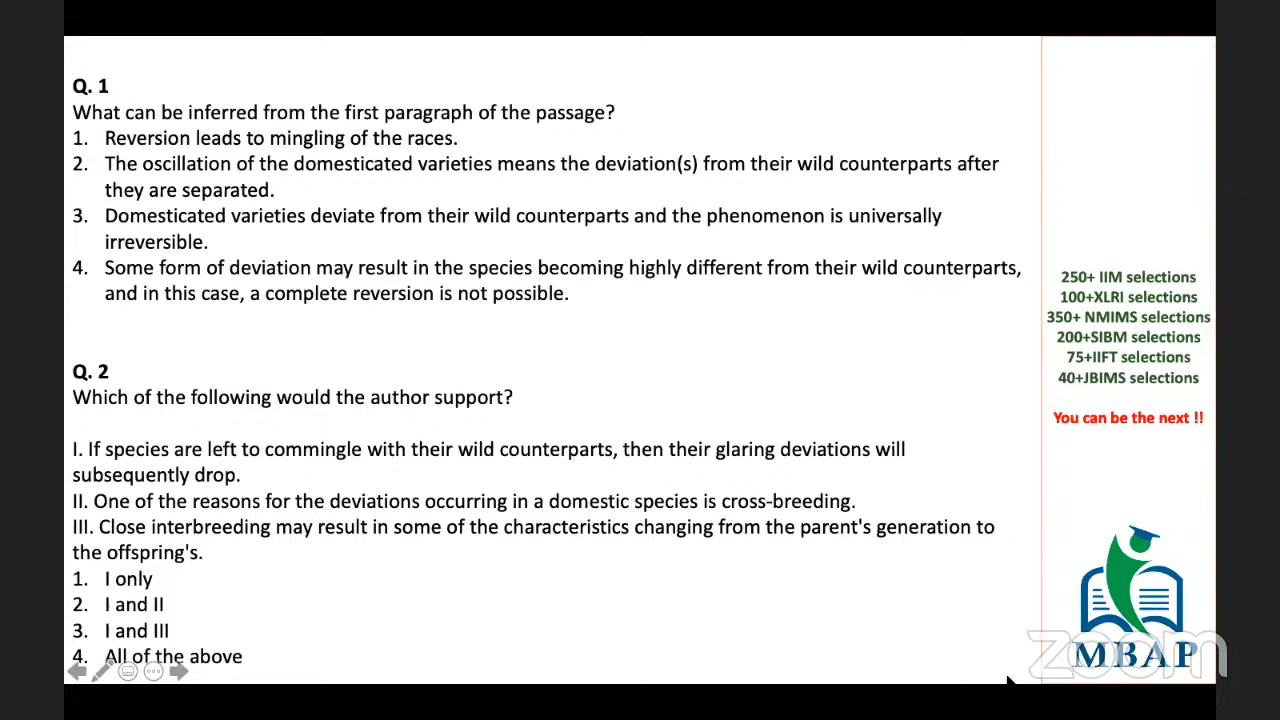 Q. 1
What can be inferred from the first paragraph of the passage?
1. Reversion leads to mingling of the races.
2. The oscillation of the domesticated varieties means the deviation(s) from their wild counterparts after
they are separated.
3. Domesticated varieties deviate from their wild counterparts and the phenomenon is universally
irreversible.
4. Some form of deviation may result in the species becoming highly different from their wild counterparts,
and in this case, a complete reversion is not possible.
Q. 2
Which of the following would the author support?
I. If species are left to commingle with their wild counterparts, then their glaring deviations will
subsequently drop.
II. One of the reasons for the deviations occurring in a domestic species is cross-breeding.
III. Close interbreeding may result in some of the characteristics changing from the parent's generation to
the offspring's.
1. I only
2. I and II
3. I and III
4. All of the above
250+ IIM selections
100+XLRI selections
350+ NMIMS selections
200+SIBM selections
75+IIFT selections
40+JBIMS selections
You can be the next !!
zoom
MBAP